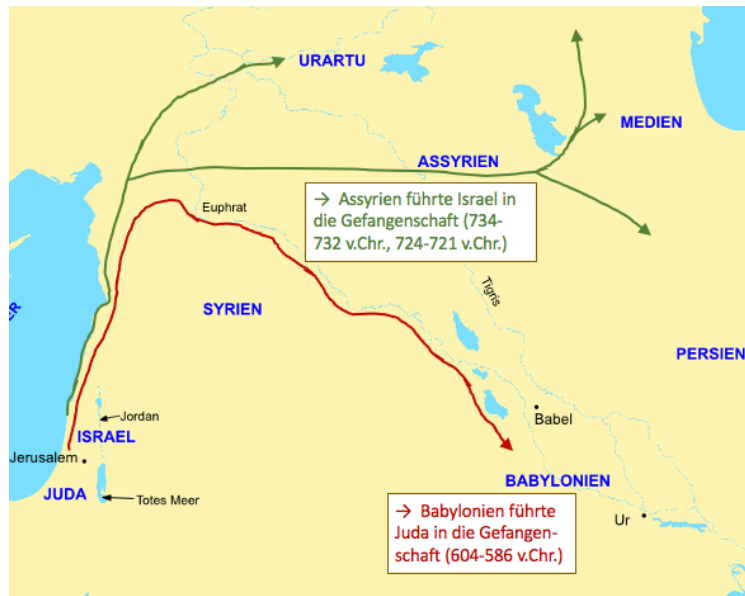 URARTU
MEDIEN
ASSYRIEN
→ Assyrien führte Israel in
die Gefangenschaft (734-
732 v.Chr., 724-721 v.Chr.)
Euphrat
Tigris
SYRIEN
PERSIEN
Jordan
ISRAEL
Babel
Jerusalem
JUDA
Totes Meer
BABYLONIEN
→ Babylonien führte
Juda in die Gefangen-
schaft (604-586 v.Chr.)
Ur